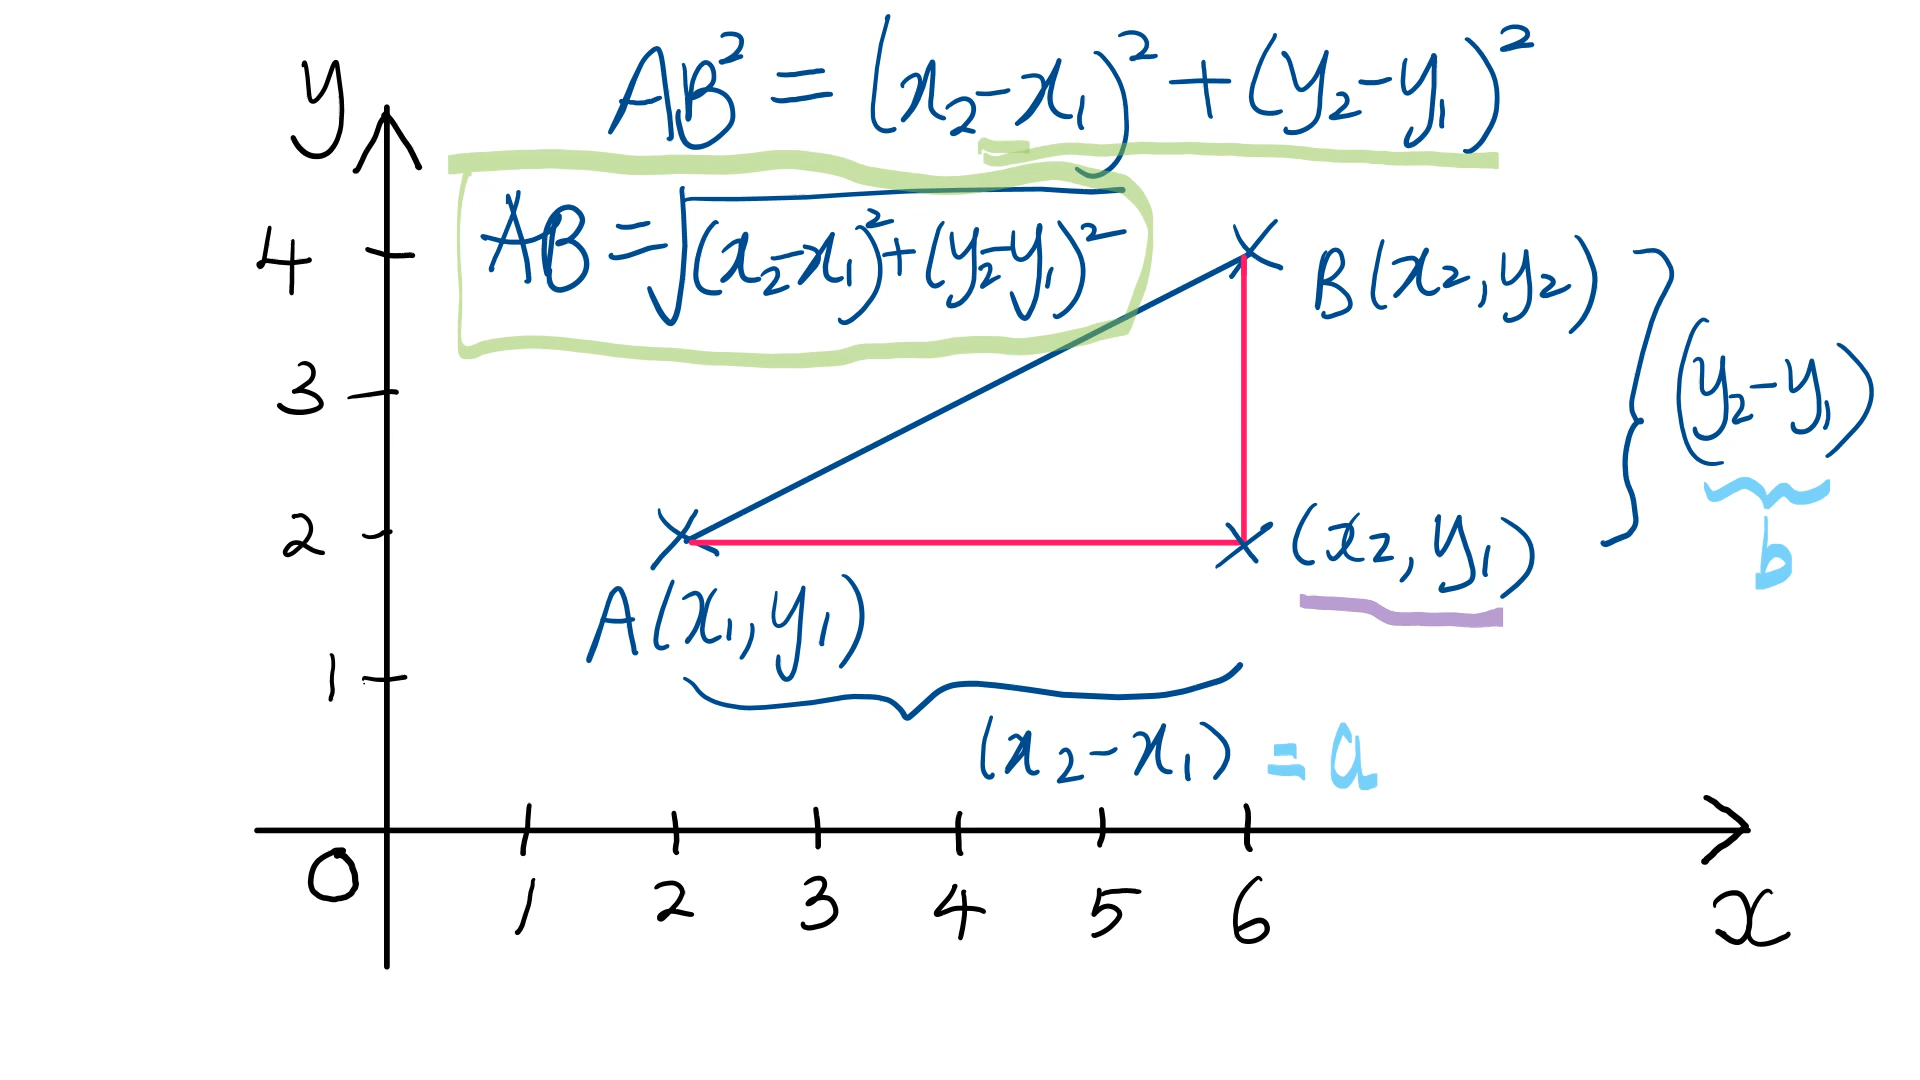 AB² = (x₂-x₁)² + (y₂-y₁)²
y
AB = √(x₂-x₁)²+(y₂-y₁)²
4
B(x₂,y₂)
3
(y₂-y₁)
b
2
(x₂,y₁)
A(x₁,y₁)
1
(x₂-x₁) = a
0
1 2 3 4 5 6
x